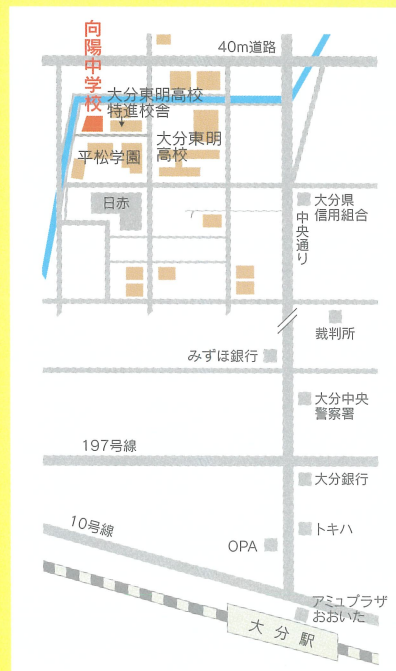 向陽中学校
40m道路
大分東明高校
特進校舎
大分東明
高校
平松学園
日赤
大分県
信用組合
中央通り
裁判所
みずほ銀行
大分中央
警察署
197号線
大分銀行
10号線
トキハ
OPA
アミュプラザ
おおいた
大分駅